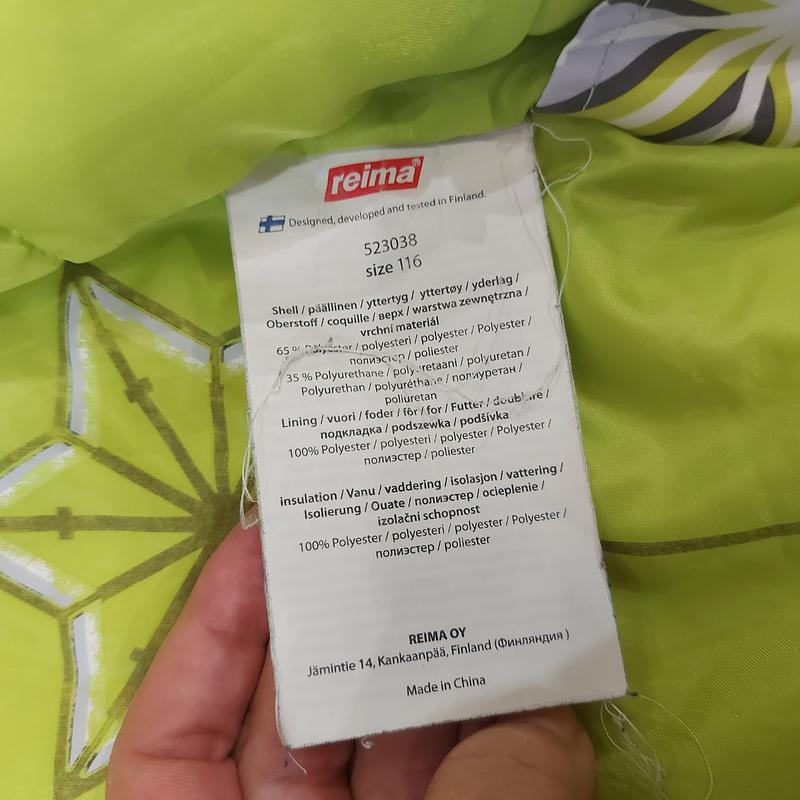 reima®
Designed, developed and tested in Finland.
523038
size 116
Shell / päällinen / yttertyg / yttertøy / yderlag /
Oberstoff / coquille / верх / warstwa zewnętrzna /
vrchní materiál
65 % Polyester / polyesteri / polyester / Polyester /
полиэстер / poliester
35 % Polyurethane / polyuretaani / polyuretan /
Polyurethan / polyuréthane / полиуретан /
poliuretan
Lining / vuori / foder / fôr / for / Futter / doublure /
подкладка / podszewka / podšívka
100% Polyester / polyesteri / polyester / Polyester /
полиэстер / poliester
insulation / Vanu / vaddering / isolasjon / vattering /
Isolierung / Ouate / полиэстер / ocieplenie /
izolační schopnost
100% Polyester / polyesteri / polyester / Polyester /
полиэстер / poliester
REIMA OY
Jämintie 14, Kankaanpää, Finland (Финляндия )
Made in China